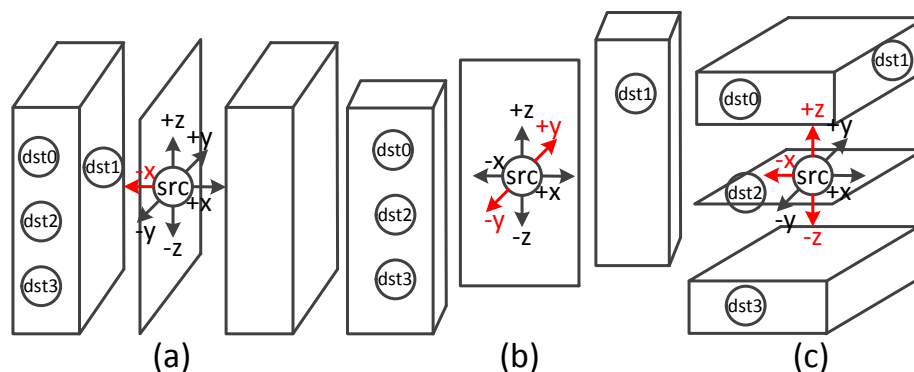 dst0
dst1
dst2
dst3
+z
+y
-x
src
+x
-y
-z
(a)
dst0
dst2
dst3
+z
+y
-x
src
+x
-y
-z
dst1
(b)
dst0
dst1
+z
+y
-x
src
dst2
+x
-y
-z
dst3
(c)